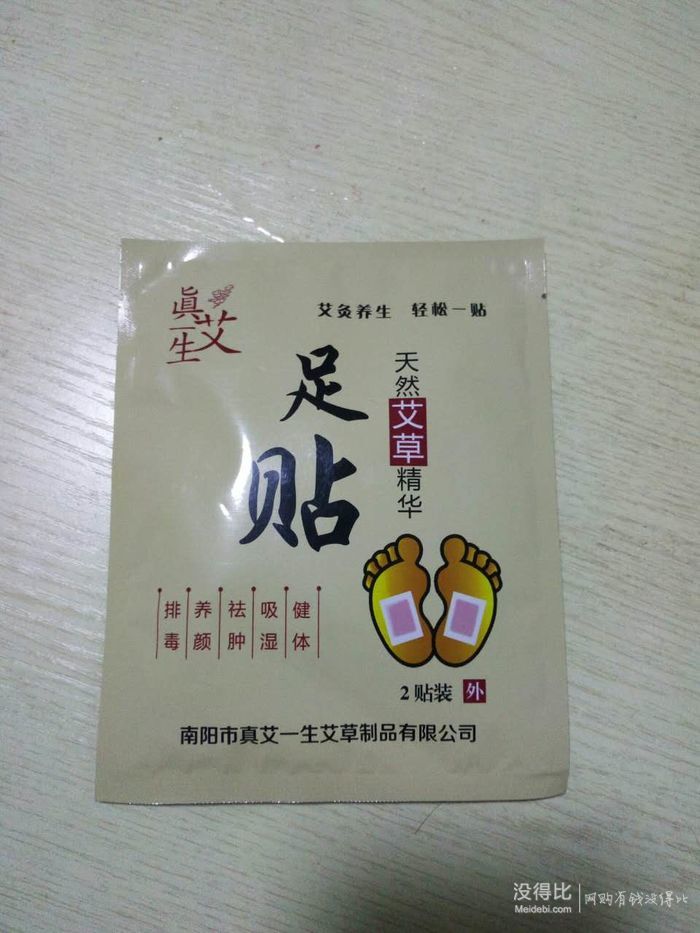 眞艾一生
艾灸养生 轻松一贴
足贴
天然艾草精华
排毒
养颜
祛肿
吸湿
健体
2贴装 外
南阳市真艾一生艾草制品有限公司
没得比
Meidebi.com
网购有钱没得比